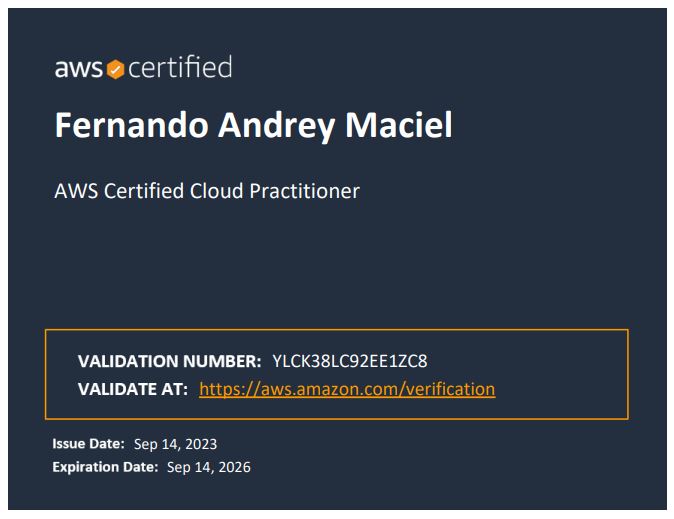 aws certified
Fernando Andrey Maciel
AWS Certified Cloud Practitioner
VALIDATION NUMBER: YLCK38LC92EE1ZC8
VALIDATE AT: https://aws.amazon.com/verification
Issue Date: Sep 14, 2023
Expiration Date: Sep 14, 2026